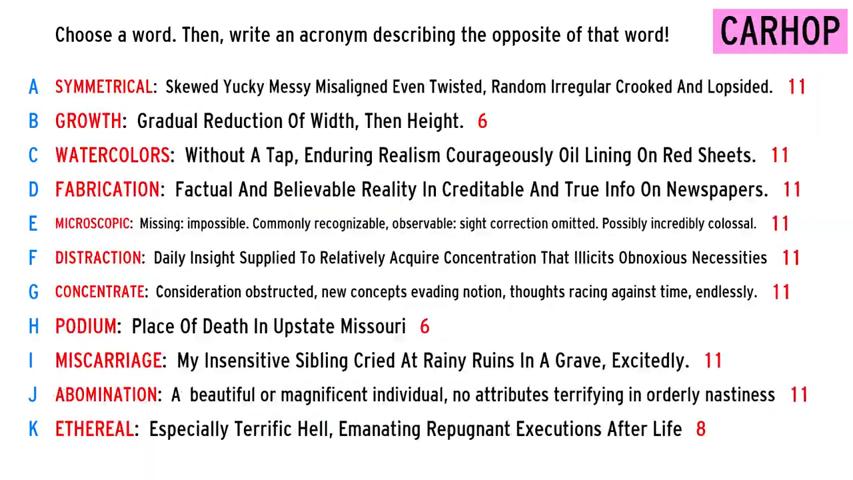 Choose a word. Then, write an acronym describing the opposite of that word!
CARHOP
A SYMMETRICAL: Skewed Yucky Messy Misaligned Even Twisted, Random Irregular Crooked And Lopsided. 11
B GROWTH: Gradual Reduction Of Width, Then Height. 6
C WATERCOLORS: Without A Tap, Enduring Realism Courageously Oil Lining On Red Sheets. 11
D FABRICATION: Factual And Believable Reality In Creditable And True Info On Newspapers. 11
E MICROSCOPIC: Missing: impossible. Commonly recognizable, observable: sight correction omitted. Possibly incredibly colossal. 11
F DISTRACTION: Daily Insight Supplied To Relatively Acquire Concentration That Illicits Obnoxious Necessities 11
G CONCENTRATE: Consideration obstructed, new concepts evading notion, thoughts racing against time, endlessly. 11
H PODIUM: Place Of Death In Upstate Missouri 6
I MISCARRIAGE: My Insensitive Sibling Cried At Rainy Ruins In A Grave, Excitedly. 11
J ABOMINATION: A beautiful or magnificent individual, no attributes terrifying in orderly nastiness 11
K ETHEREAL: Especially Terrific Hell, Emanating Repugnant Executions After Life 8